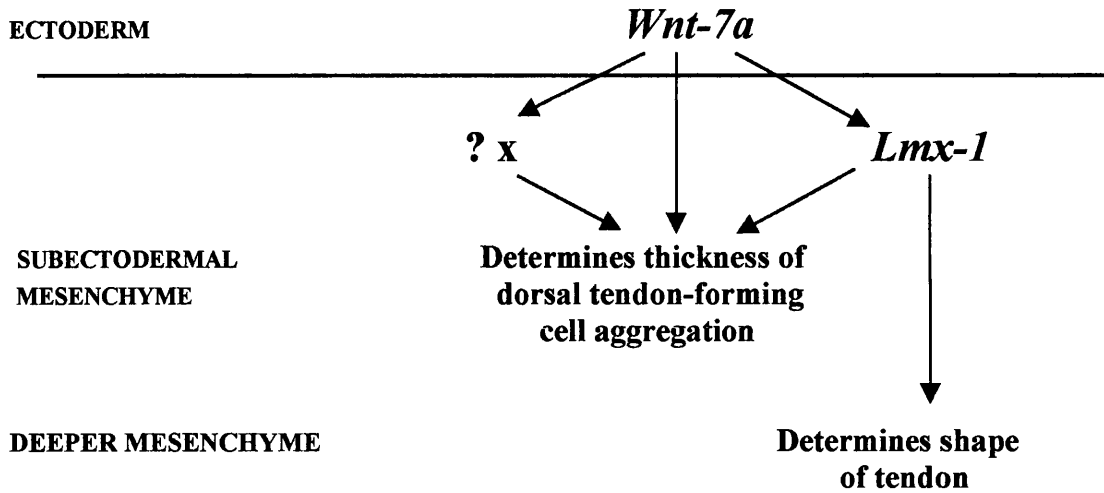 ECTODERM
Wnt-7a
? x
Lmx-1
SUBECTODERMAL
MESENCHYME
Determines thickness of
dorsal tendon-forming
cell aggregation
DEEPER MESENCHYME
Determines shape
of tendon